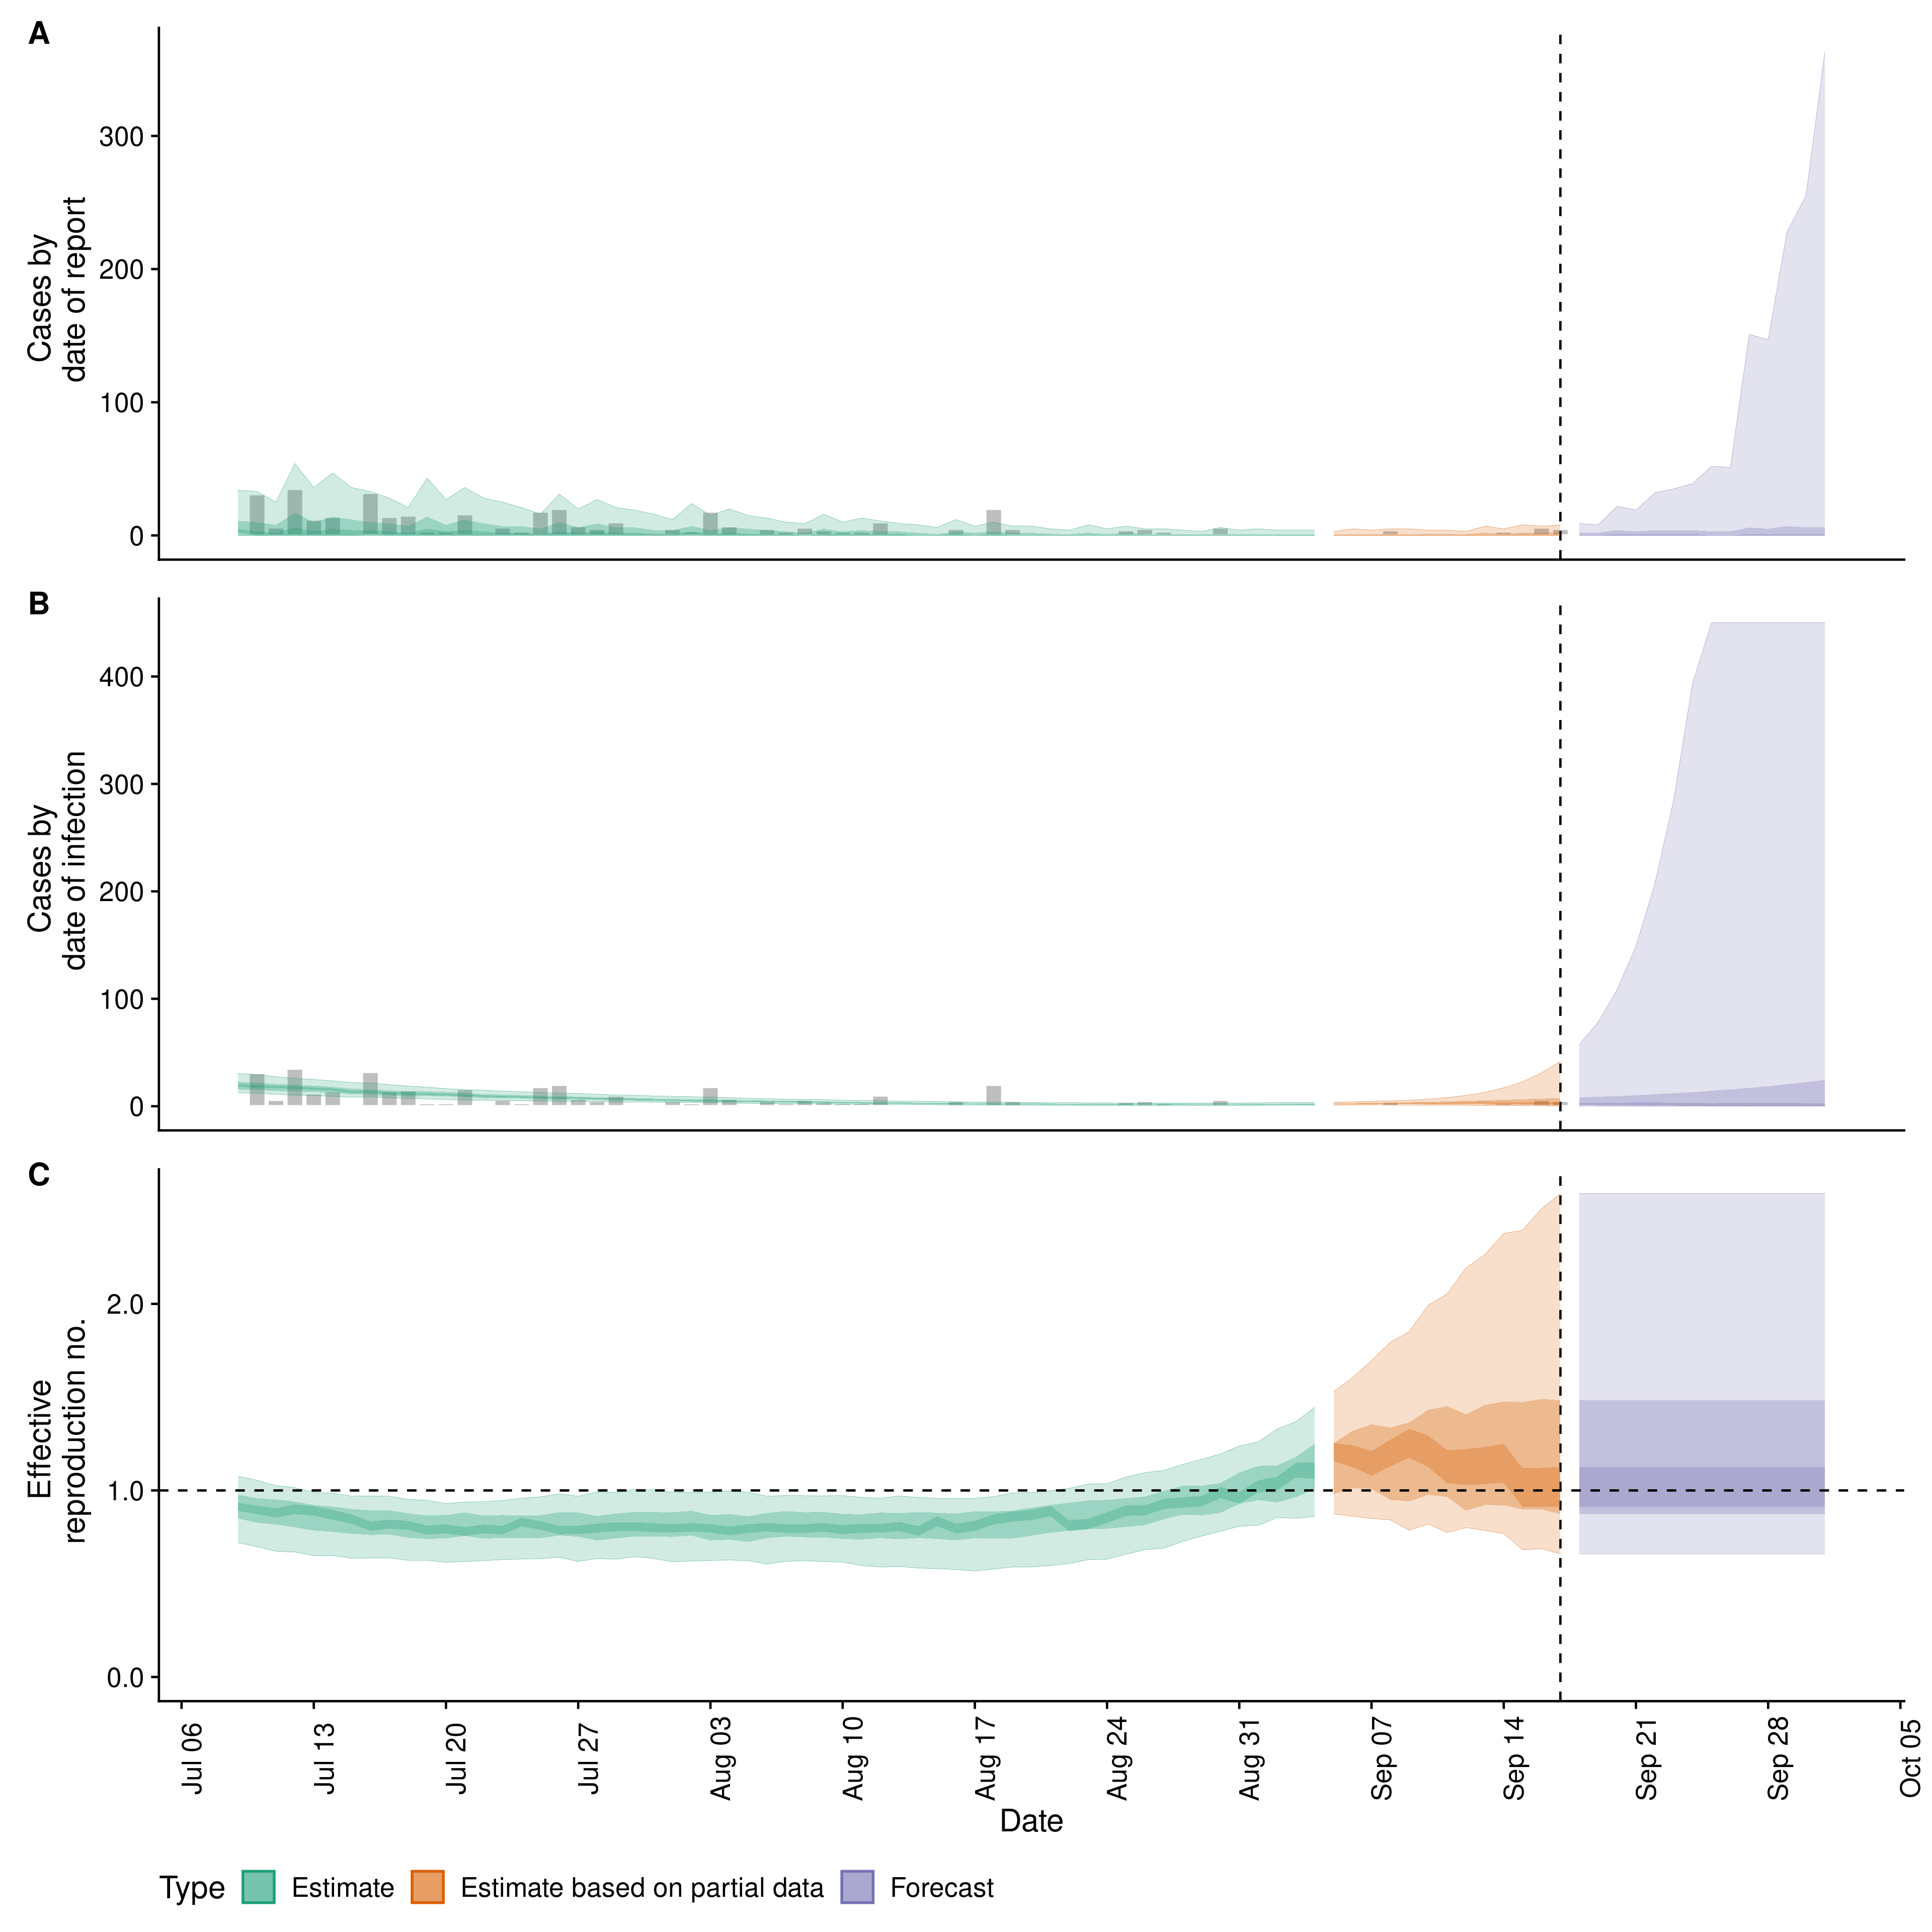 A
Cases by
date of report
300
200
100
0
B
Cases by
date of infection
400
300
200
100
0
C
Effective
reproduction no.
2.0
1.0
0.0
Jul 06
Jul 13
Jul 20
Jul 27
Aug 03
Aug 10
Aug 17
Aug 24
Aug 31
Sep 07
Sep 14
Sep 21
Sep 28
Oct 05
Date
Type Estimate Estimate based on partial data Forecast